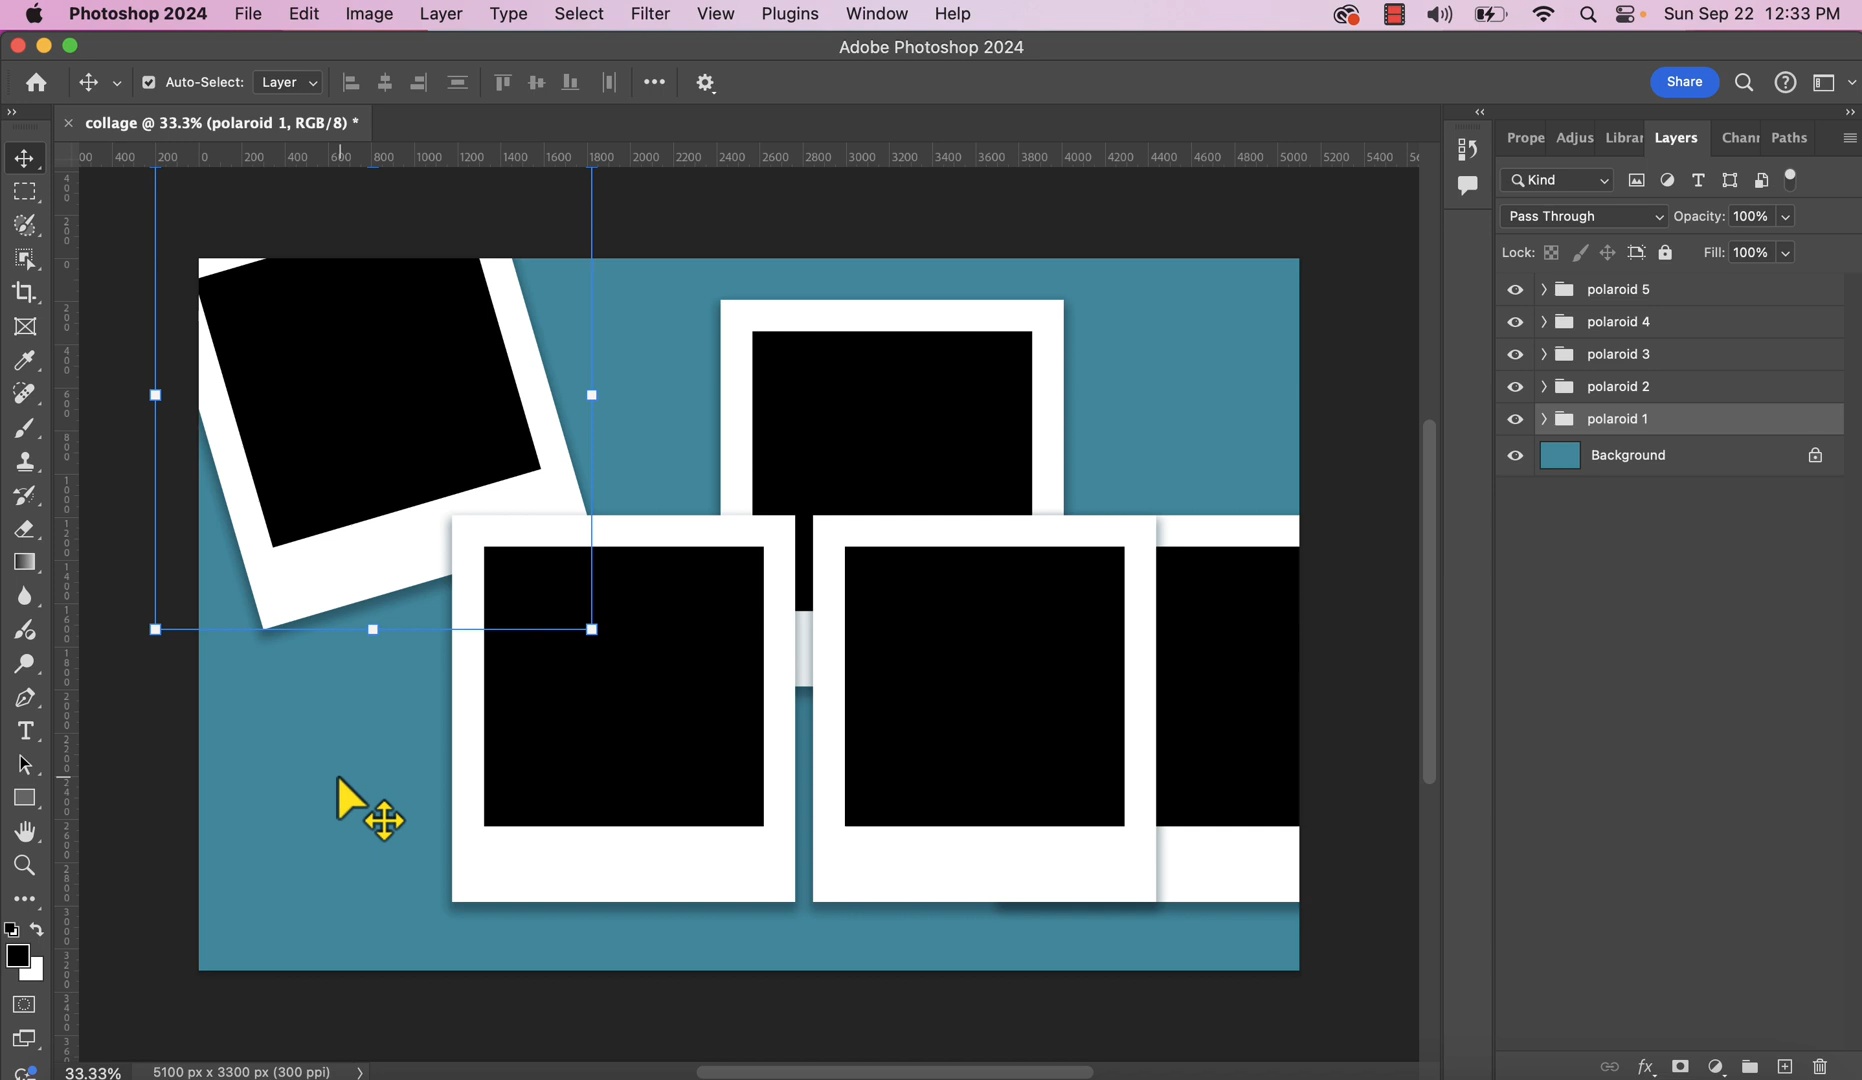 Photoshop 2024 File Edit Image Layer Type Select Filter View Plugins Window Help Sun Sep 22 12:33 PM
Adobe Photoshop 2024
Auto-Select: Layer Share
collage @ 33.3% (polaroid 1, RGB/8) *
Prope Adjus Librar Layers Chann Paths
00 400 200 0 200 400 600 800 1000 1200 1400 1600 1800 2000 2200 2400 2600 2800 3000 3200 3400 3600 3800 4000 4200 4400 4600 4800 5000 5200 5400
Kind
Pass Through Opacity: 100%
Lock: Fill: 100%
polaroid 5
polaroid 4
polaroid 3
polaroid 2
polaroid 1
Background
33.33% 5100 px x 3300 px (300 ppi)
fx